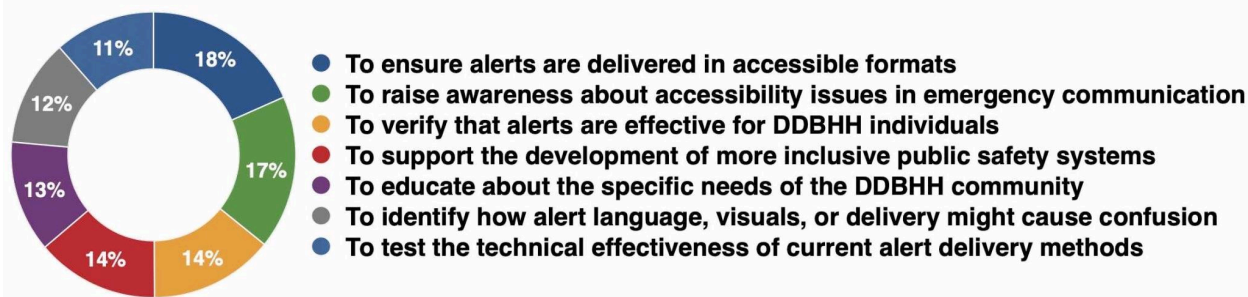 11%
18%
12%
17%
13%
14%
14%
To ensure alerts are delivered in accessible formats
To raise awareness about accessibility issues in emergency communication
To verify that alerts are effective for DDBHH individuals
To support the development of more inclusive public safety systems
To educate about the specific needs of the DDBHH community
To identify how alert language, visuals, or delivery might cause confusion
To test the technical effectiveness of current alert delivery methods